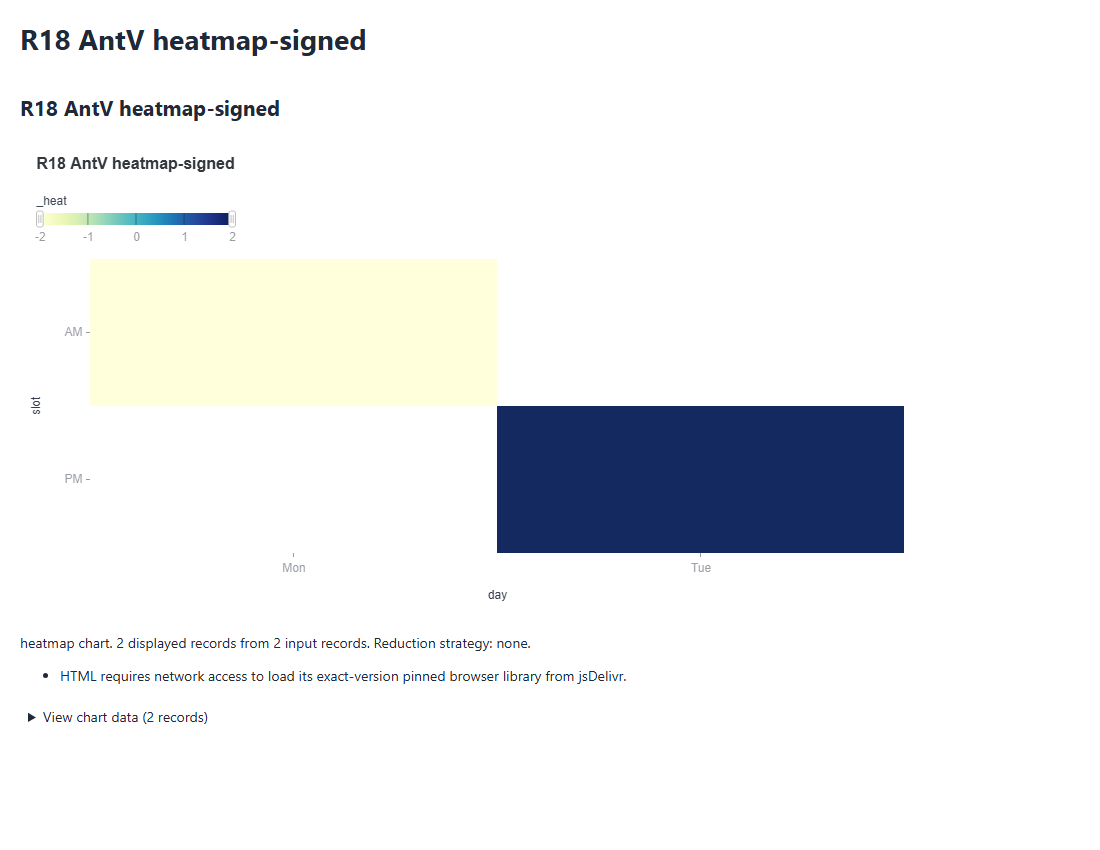 R18 AntV heatmap-signed
R18 AntV heatmap-signed
R18 AntV heatmap-signed
_heat
-2 -1 0 1 2
AM
slot
PM
Mon Tue
day
heatmap chart. 2 displayed records from 2 input records. Reduction strategy: none.
• HTML requires network access to load its exact-version pinned browser library from jsDelivr.
▶ View chart data (2 records)